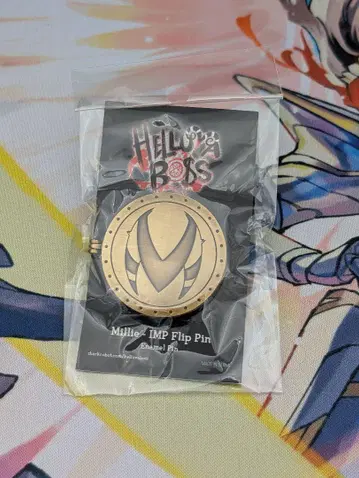 HELLUVA
BOSS
Millie - IMP Flip Pin
Enamel Pin